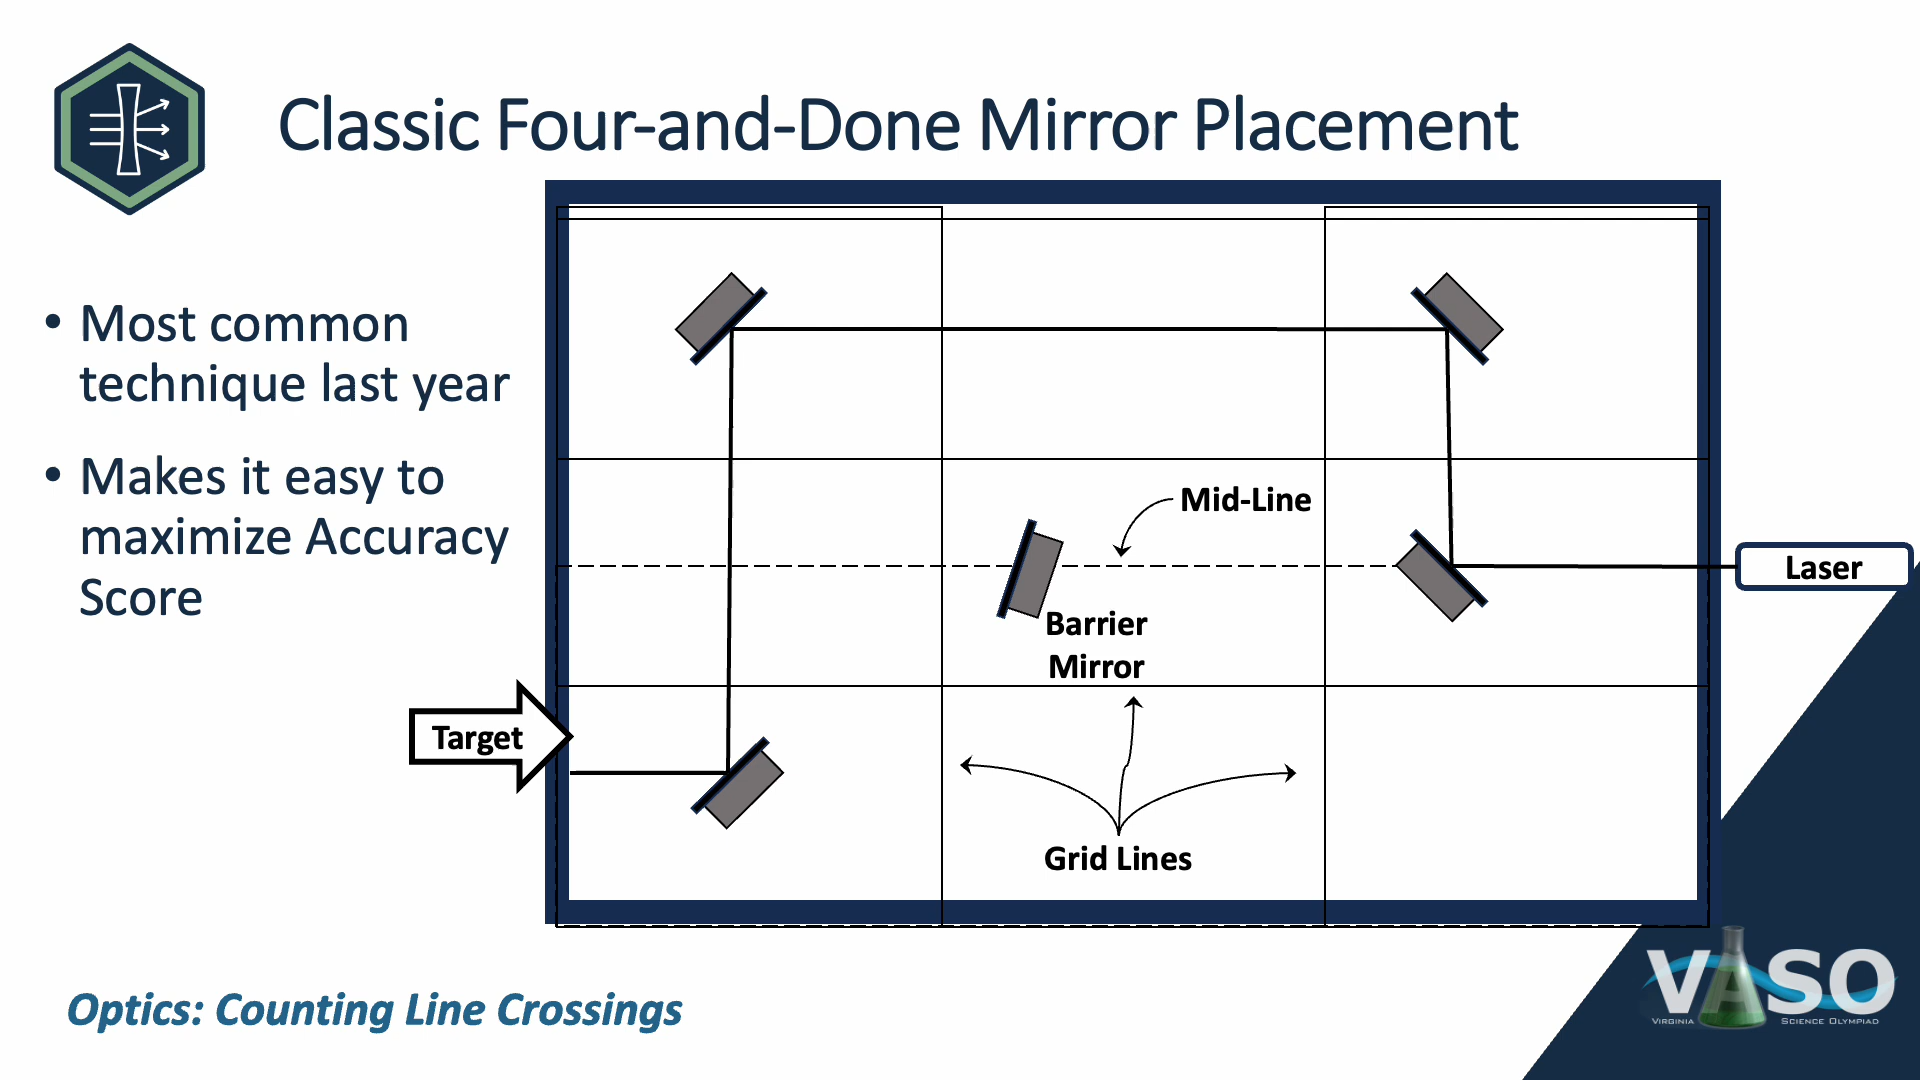 Classic Four-and-Done Mirror Placement
• Most common
technique last year
• Makes it easy to
maximize Accuracy
Score
Mid-Line
Laser
Barrier
Mirror
Target
Grid Lines
Optics: Counting Line Crossings
VASO
VIRGINIA SCIENCE OLYMPIAD